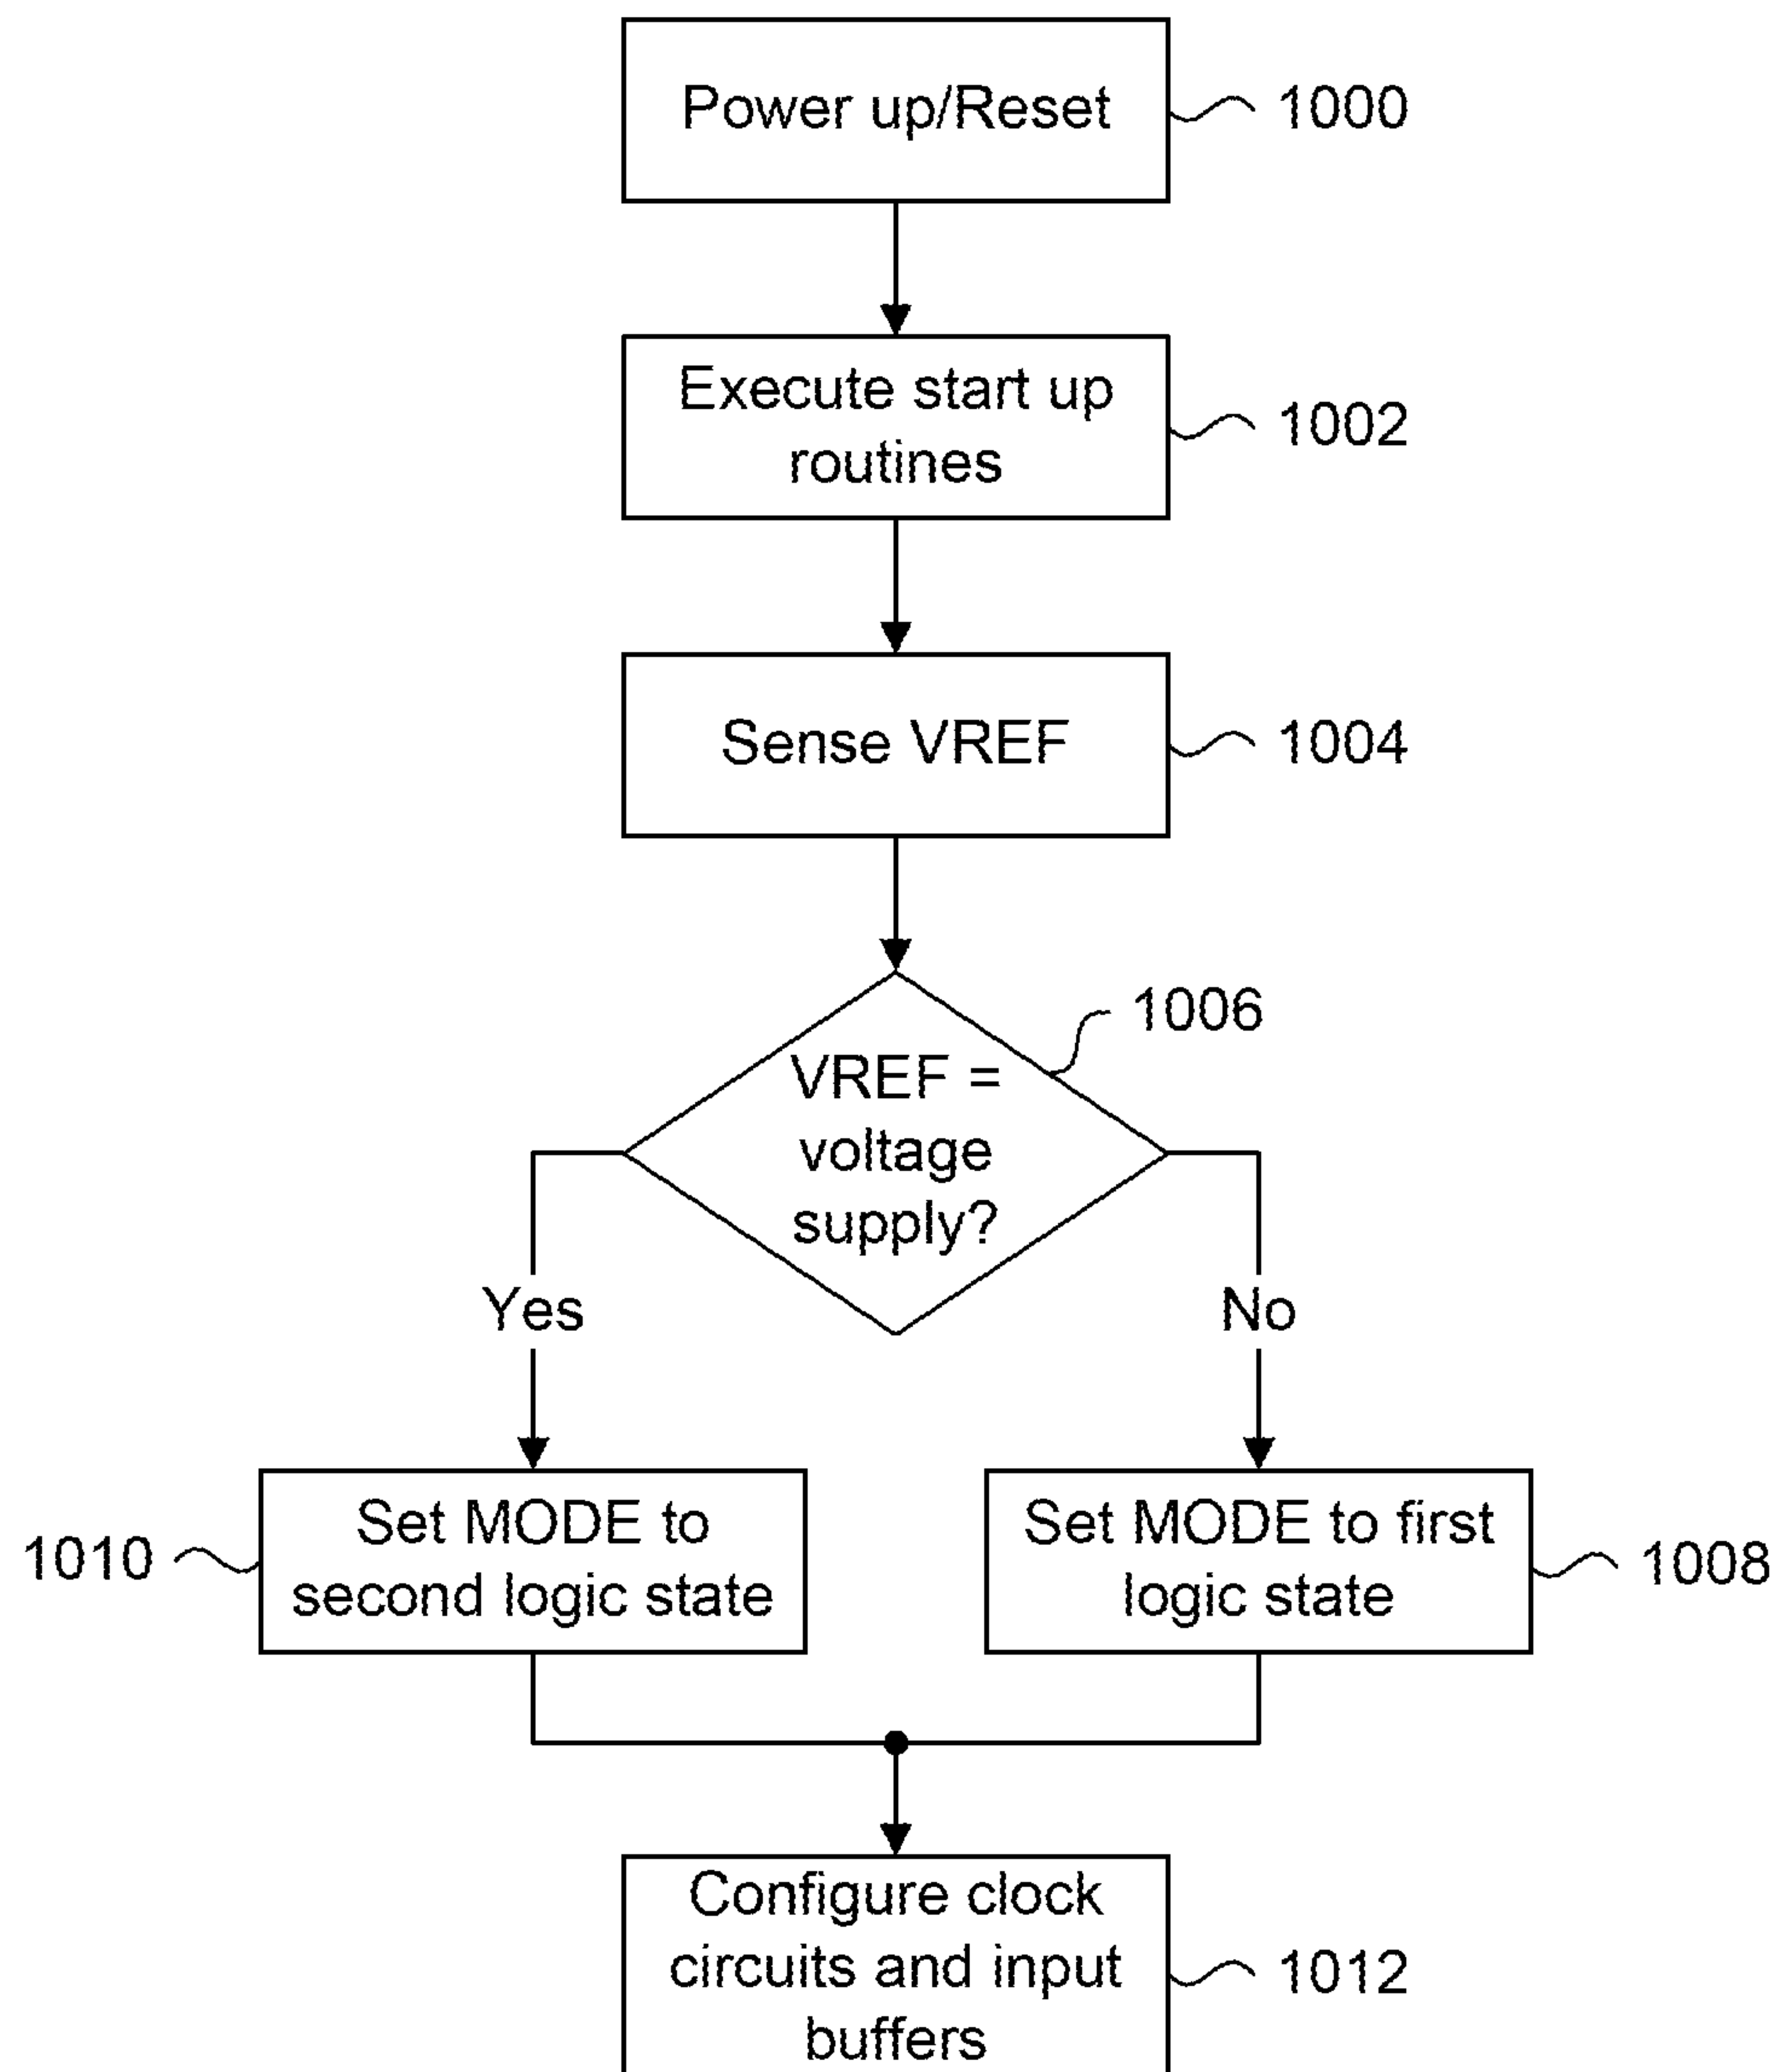 Power up/Reset
1000
Execute start up
routines
1002
Sense VREF
1004
1006
VREF =
voltage
supply?
Yes
No
1010
Set MODE to
second logic state
Set MODE to first
logic state
1008
Configure clock
circuits and input
buffers
1012